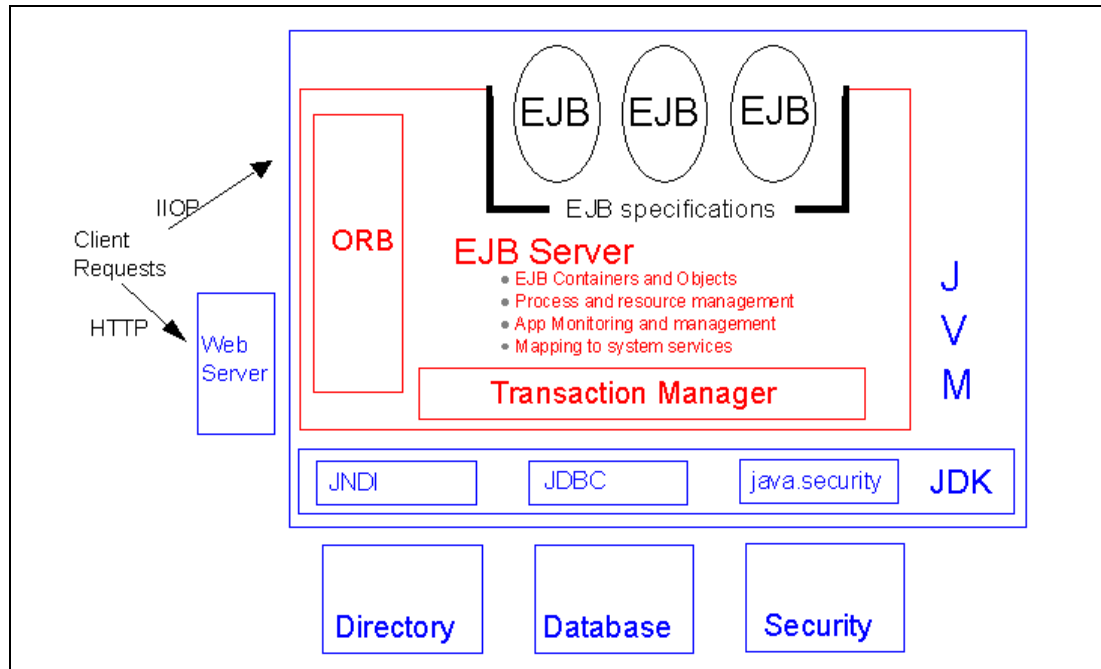 EJB EJB EJB
EJB specifications
IIOP
Client
Requests
HTTP
Web
Server
ORB
EJB Server
EJB Containers and Objects
Process and resource management
App Monitoring and management
Mapping to system services
Transaction Manager
J
V
M
JNDI
JDBC
java.security
JDK
Directory
Database
Security